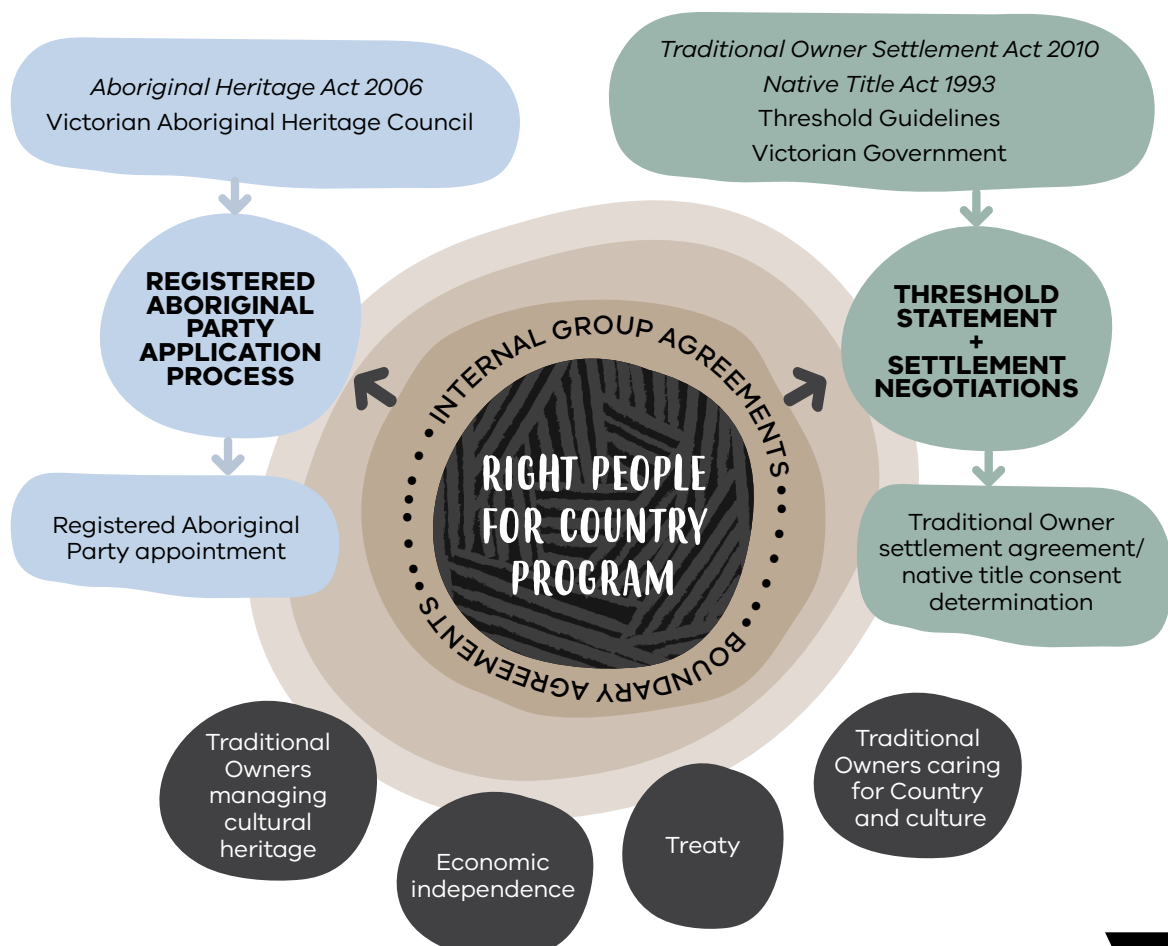 Aboriginal Heritage Act 2006
Victorian Aboriginal Heritage Council
Traditional Owner Settlement Act 2010
Native Title Act 1993
Threshold Guidelines
Victorian Government
REGISTERED
ABORIGINAL
PARTY
APPLICATION
PROCESS
THRESHOLD
STATEMENT
+
SETTLEMENT
NEGOTIATIONS
INTERNAL GROUP AGREEMENTS
RIGHT PEOPLE
FOR COUNTRY
PROGRAM
BOUNDARY AGREEMENTS
Registered Aboriginal
Party appointment
Traditional Owner
settlement agreement/
native title consent
determination
Traditional
Owners
managing
cultural
heritage
Economic
independence
Treaty
Traditional
Owners caring
for Country
and culture